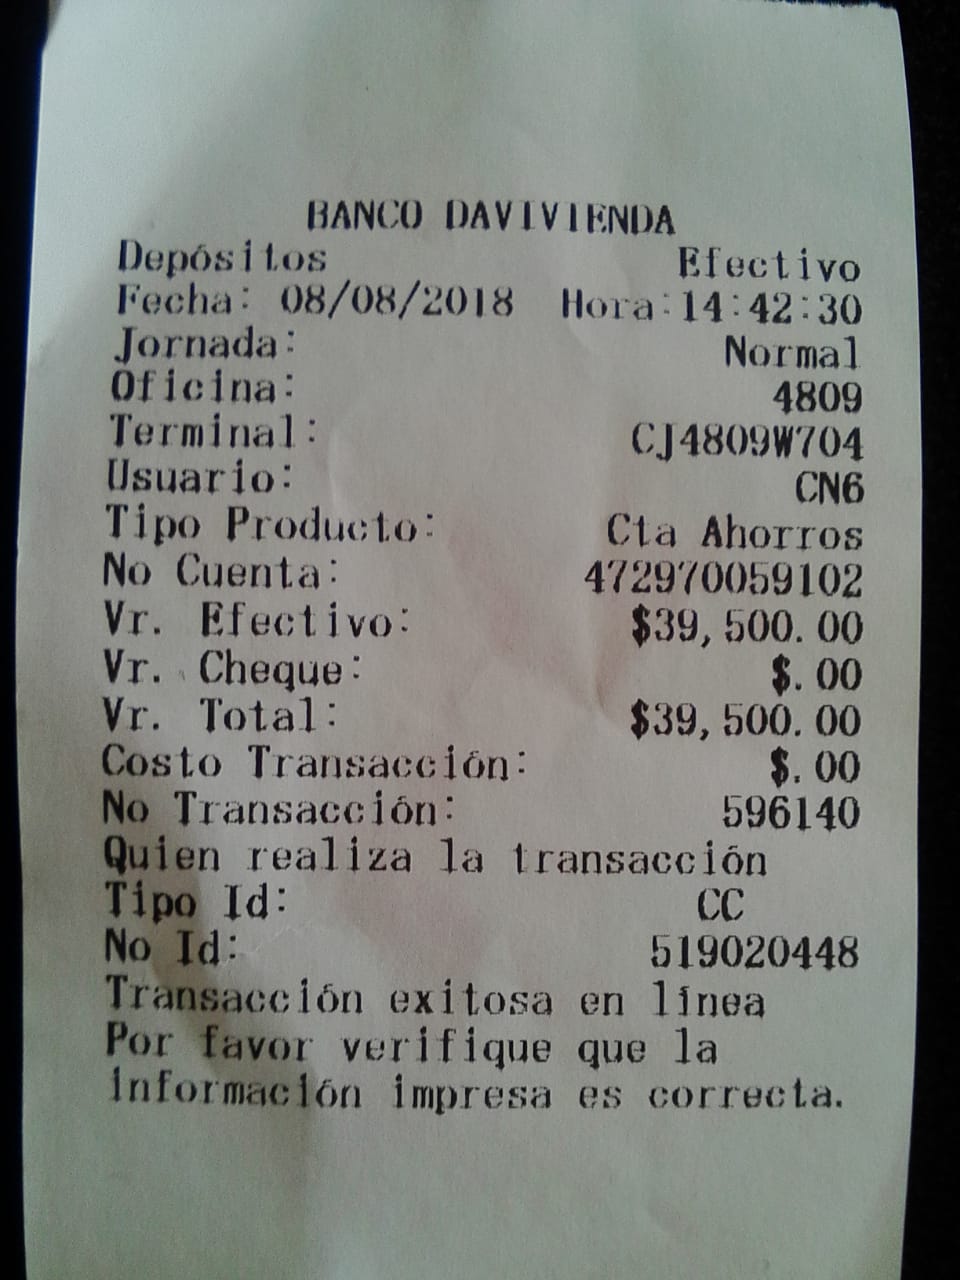 BANCO DAVIVIENDA
Depósitos Efectivo
Fecha: 08/08/2018 Hora:14:42:30
Jornada: Normal
Oficina: 4809
Terminal: CJ4809W704
Usuario: CN6
Tipo Producto: Cta Ahorros
No Cuenta: 472970059102
Vr. Efectivo: $39,500.00
Vr. Cheque: $.00
Vr. Total: $39,500.00
Costo Transacción: $.00
No Transacción: 596140
Quien realiza la transacción
Tipo Id: CC
No Id: 519020448
Transacción exitosa en línea
Por favor verifique que la
información impresa es correcta.